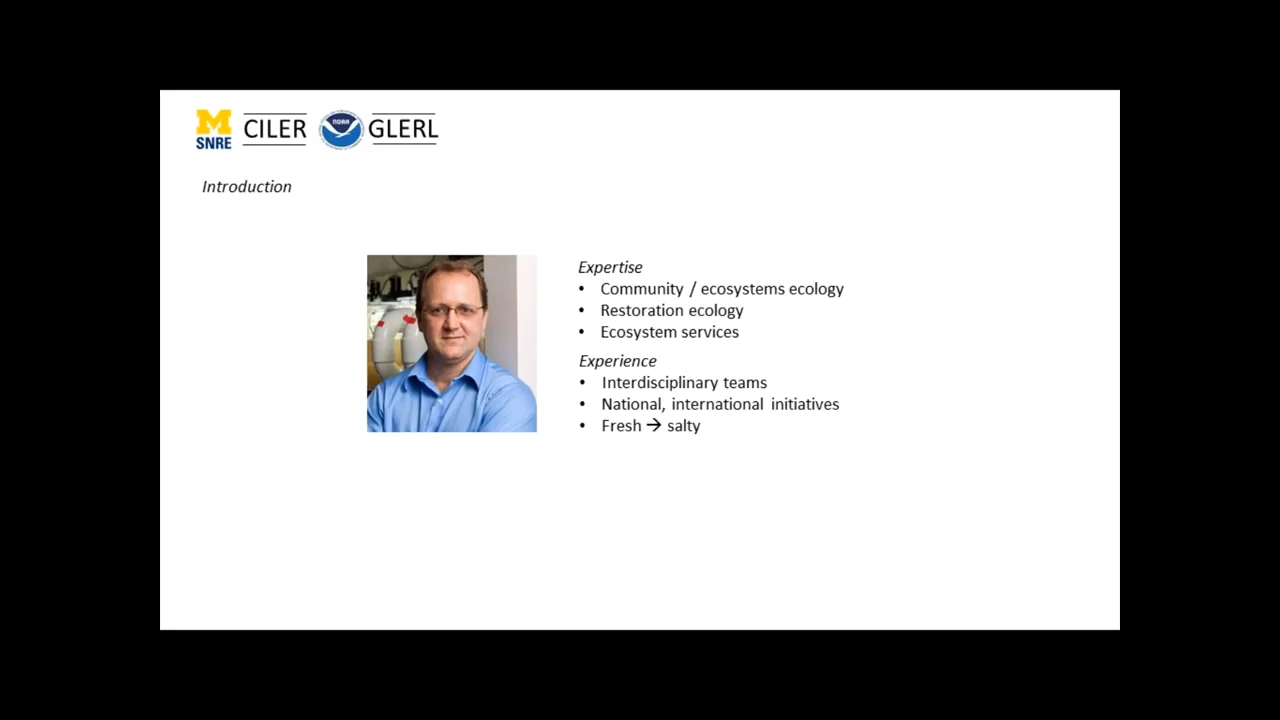 M
SNRE CILER NOAA GLERL
Introduction
Expertise
• Community / ecosystems ecology
• Restoration ecology
• Ecosystem services
Experience
• Interdisciplinary teams
• National, international initiatives
• Fresh → salty